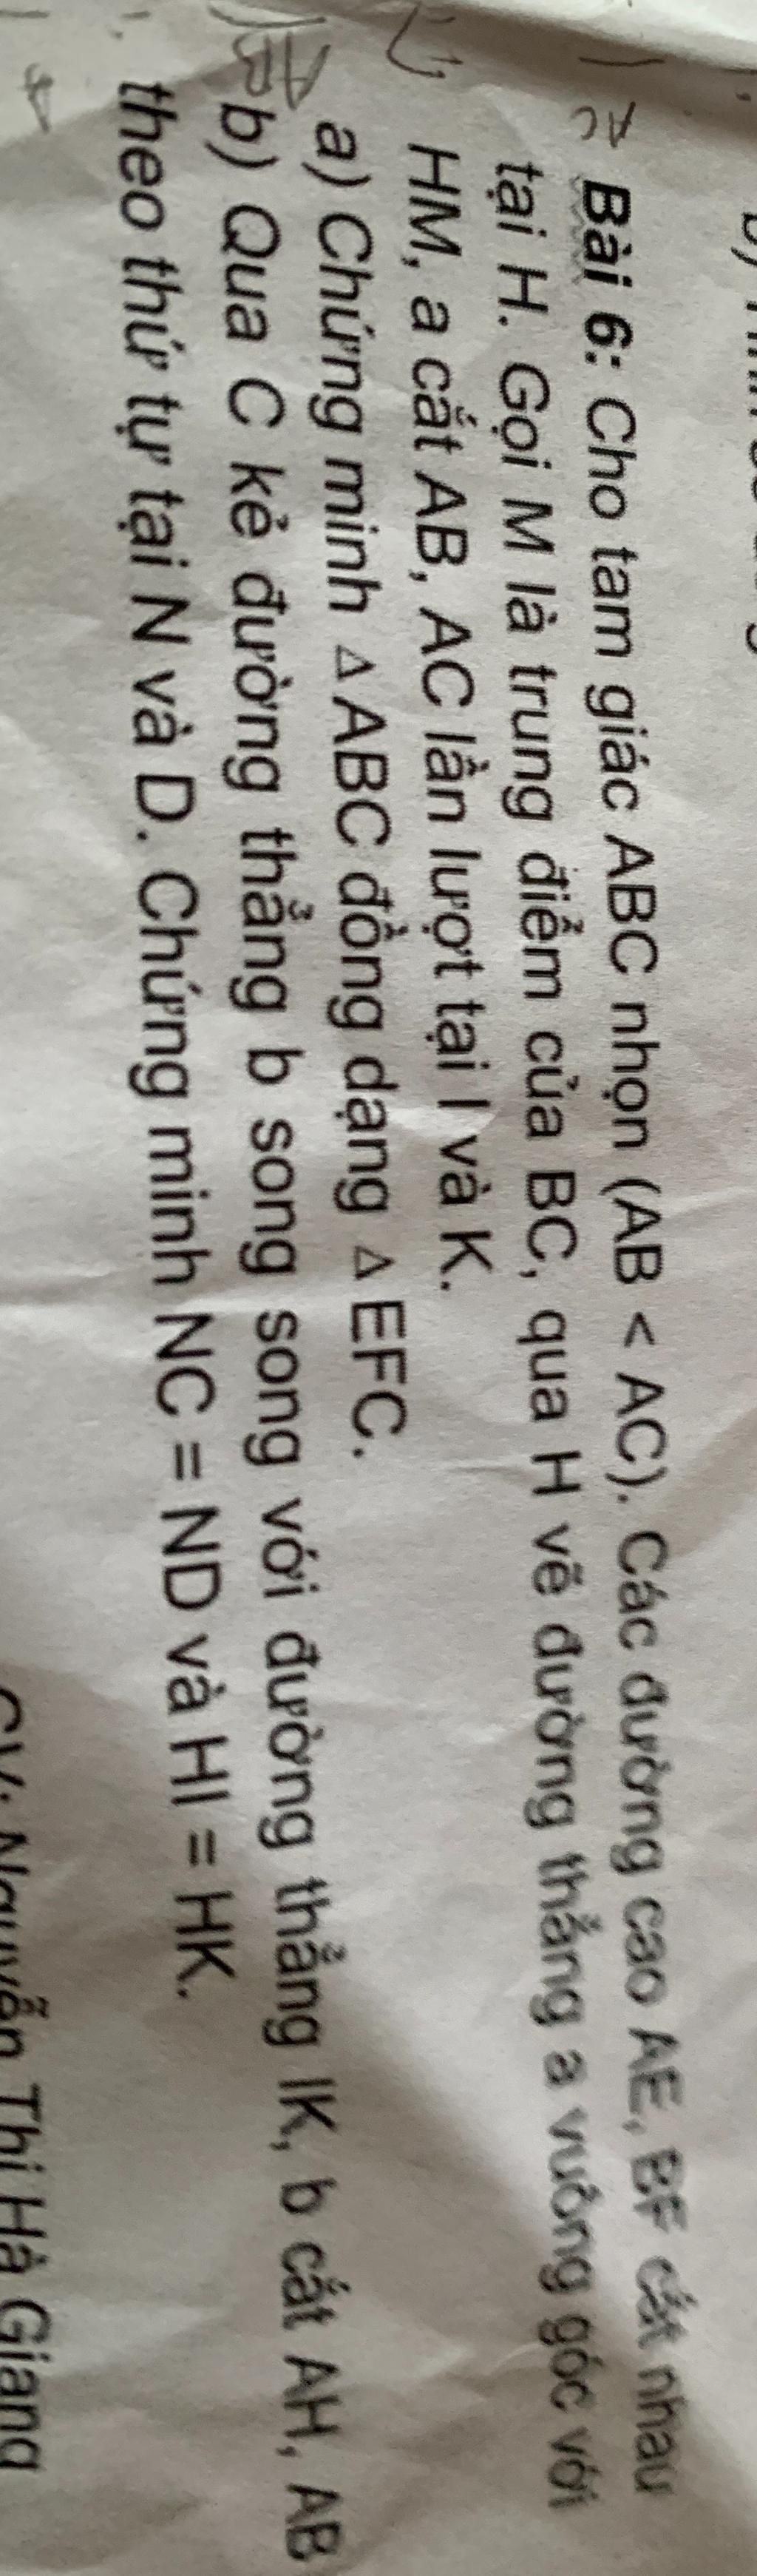 Bài 6: Cho tam giác ABC nhọn (AB < AC). Các đường cao AE, BF cắt nhau
tại H. Gọi M là trung điểm của BC, qua H vẽ đường thẳng a vuông góc với
HM, a cắt AB, AC lần lượt tại I và K.
a) Chứng minh △ABC đồng dạng △EFC.
b) Qua C kẻ đường thẳng b song song với đường thẳng IK, b cắt AH, AB
theo thứ tự tại N và D. Chứng minh NC = ND và HI = HK.
GV: Nguyễn Thị Hà Giang